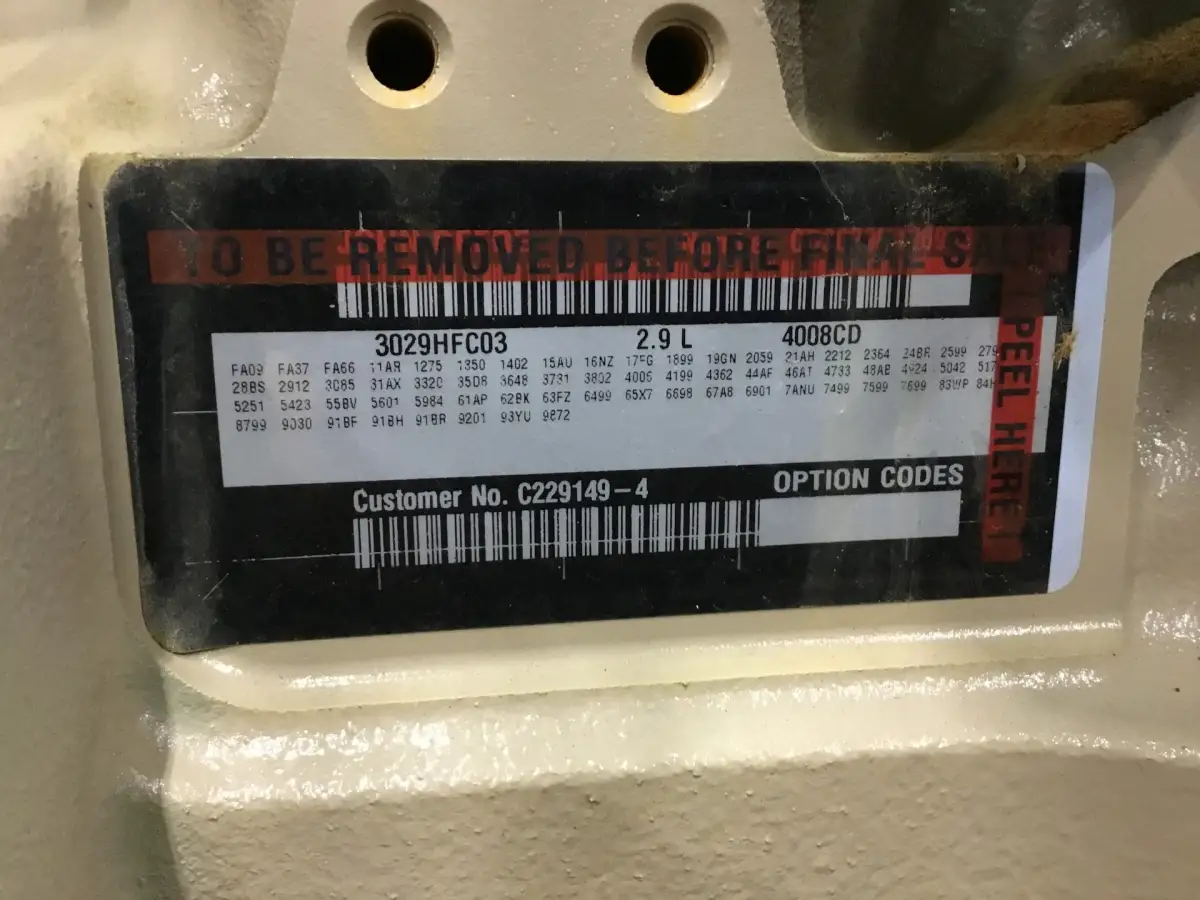 TO BE REMOVED BEFORE FINAL SALE
3029HFC03 2.9 L 4008CD
FA09 FA37 FA66 11AR 1275 1350 1402 15AU 16NZ 17FG 1899 19GN 2059 21AH 2212 2364 24BR 2599
28BS 2912 3085 31AX 3320 35D8 3648 3731 3802 4006 4199 4362 44AF 46AT 4733 48AB 4924 5042
5251 5423 55BV 5601 5984 61AP 62BK 63FZ 6499 65X7 6698 67A8 6901 7ANU 7499 7599 7699 83WP
8799 9030 91BF 91BH 91BR 9201 93YU 9872
Customer No. C229149-4
OPTION CODES
PEEL HERE